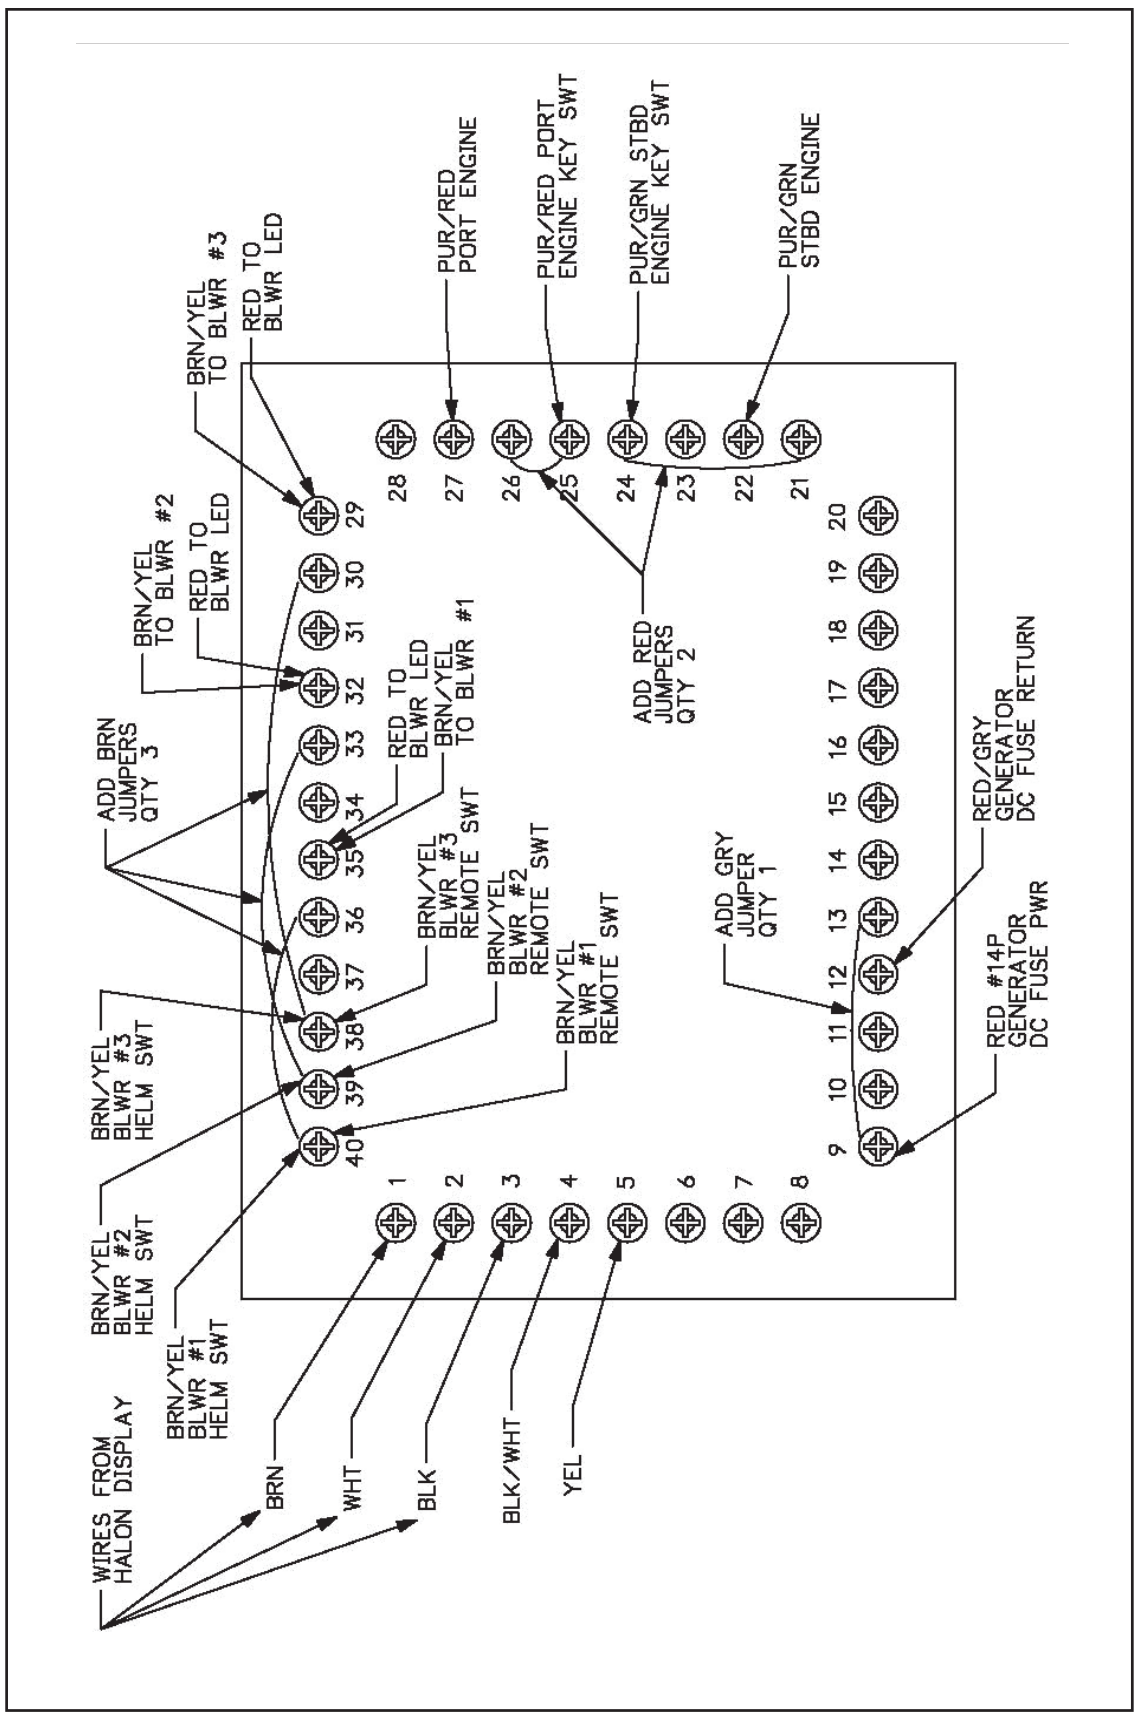 WIRES FROM
HALON DISPLAY
BRN
WHT
BLK
BLK/WHT
YEL
BRN/YEL
BLWR #1
HELM SWT
BRN/YEL
BLWR #2
HELM SWT
BRN/YEL
BLWR #3
HELM SWT
ADD BRN
JUMPERS
QTY 3
BRN/YEL
TO BLWR #2
RED TO
BLWR LED
BRN/YEL
TO BLWR #3
RED TO
BLWR LED
40
39
38
37
36
35
34
33
32
31
30
29
RED TO
BLWR LED
BRN/YEL
TO BLWR #1
BRN/YEL
BLWR #3
REMOTE SWT
BRN/YEL
BLWR #2
REMOTE SWT
BRN/YEL
BLWR #1
REMOTE SWT
1
2
3
4
5
6
7
8
28
27
26
25
24
23
22
21
PUR/RED
PORT ENGINE
PUR/RED PORT
ENGINE KEY SWT
PUR/GRN STBD
ENGINE KEY SWT
PUR/GRN
STBD ENGINE
ADD RED
JUMPERS
QTY 2
ADD GRY
JUMPER
QTY 1
9
10
11
12
13
14
15
16
17
18
19
20
RED #14P
GENERATOR
DC FUSE PWR
RED/GRY
GENERATOR
DC FUSE RETURN